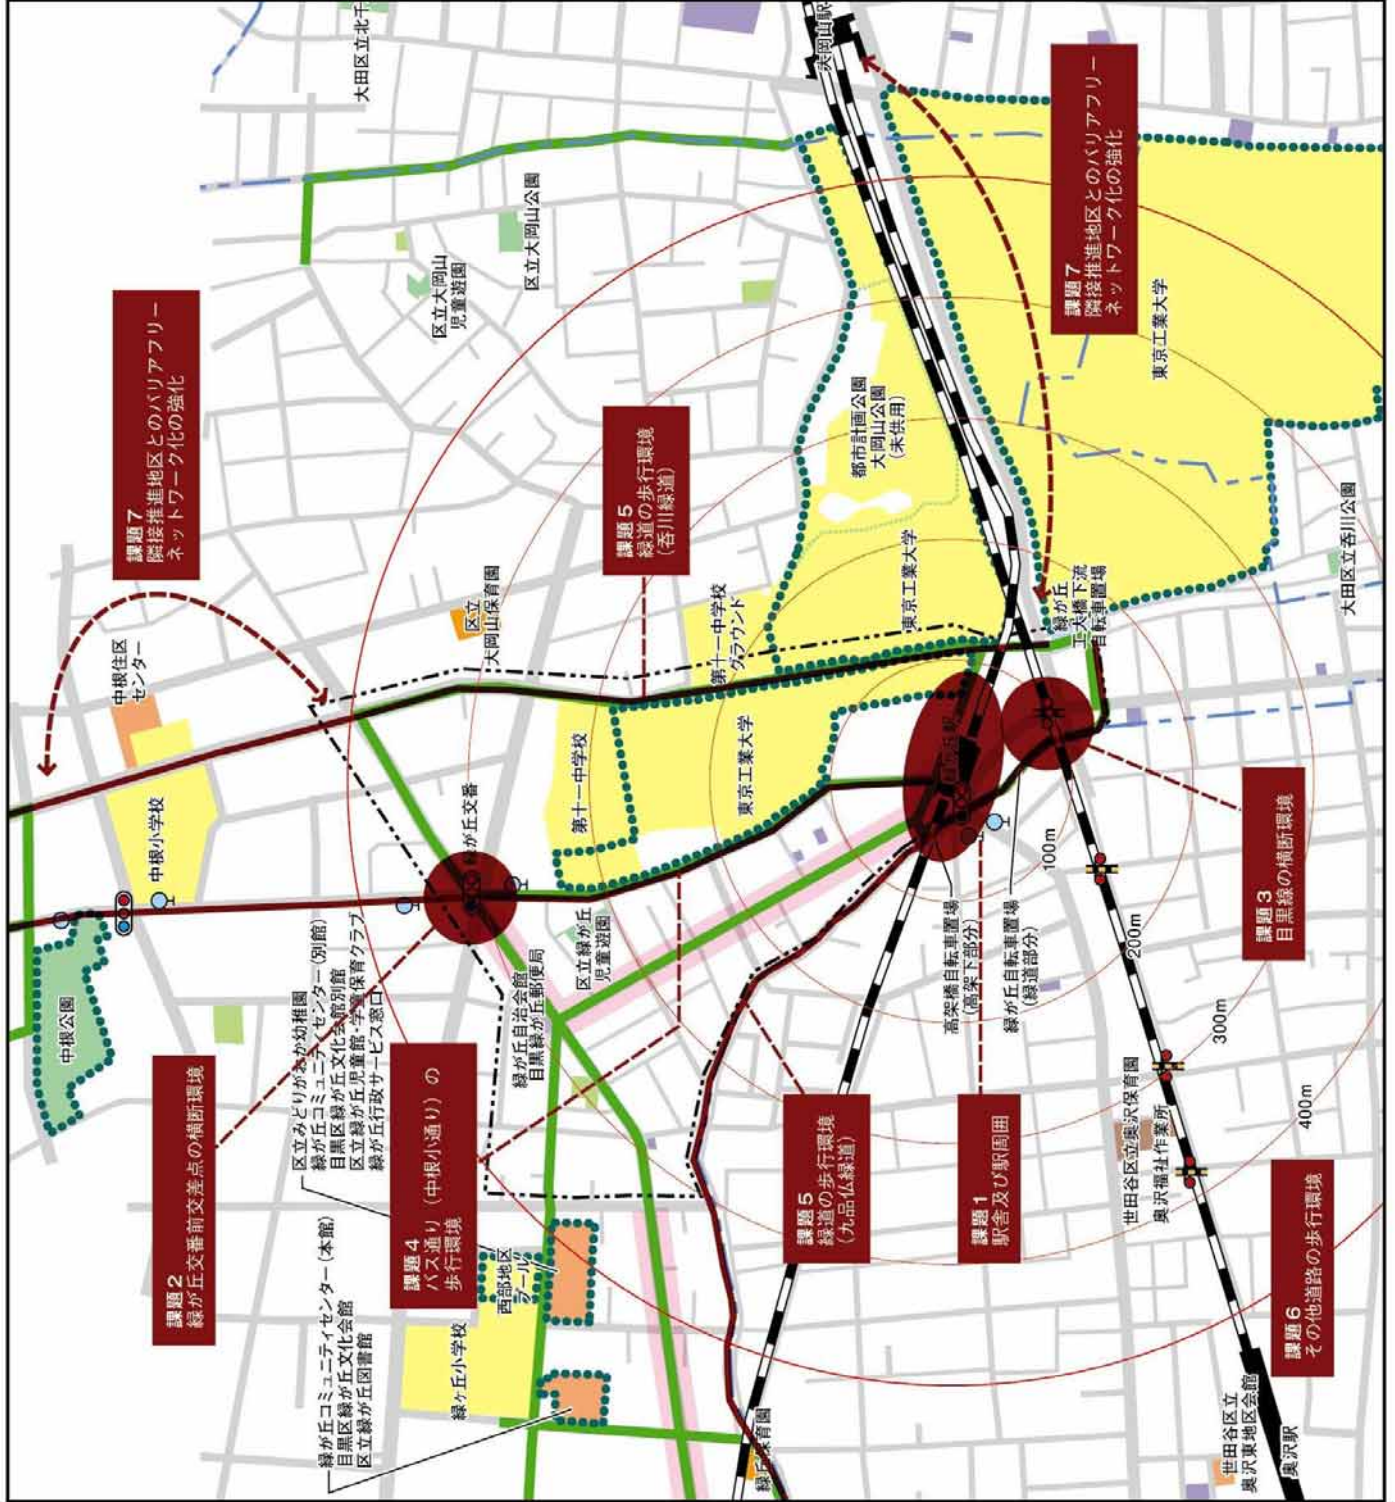 課題2
緑が丘交番前交差点の横断環境
緑が丘コミュニティセンター(本館)
目黒区緑が丘文化会館
区立緑が丘図書館
区立みどりがおか幼稚園
緑が丘コミュニティセンター(別館)
目黒区緑が丘文化会館別館
区立緑が丘児童館・学童保育クラブ
緑が丘行政サービス窓口
課題4
バス通り(中根小通り)の
歩行環境
緑ヶ丘小学校
西部地区
プール
緑が丘自治会館
目黒緑が丘郵便局
区立緑が丘
児童遊園
中根公園
中根小学校
中根住区
センター
緑が丘交番
課題7
隣接推進地区とのバリアフリー
ネットワーク化の強化
大田区立北千
区立大岡山
児童遊園
区立大岡山公園
区立
大岡山保育園
課題5
緑道の歩行環境
(呑川緑道)
第十一中学校
第十一中学校
グラウンド
東京工業大学
東京工業大学
都市計画公園
大岡山公園
(未供用)
大岡山駅
課題7
隣接推進地区とのバリアフリー
ネットワーク化の強化
東京工業大学
緑が丘
工大橋下流
自転車置場
大田区立呑川公園
緑が丘駅
高架橋自転車置場
(高架下部分)
緑が丘自転車置場
(緑道部分)
100m
200m
300m
400m
課題3
目黒線の横断環境
課題5
緑道の歩行環境
(九品仏緑道)
課題1
駅舎及び駅周囲
世田谷区立奥沢保育園
奥沢福祉作業所
課題6
その他道路の歩行環境
世田谷区立
奥沢東地区会館
奥沢駅
緑丘保育園